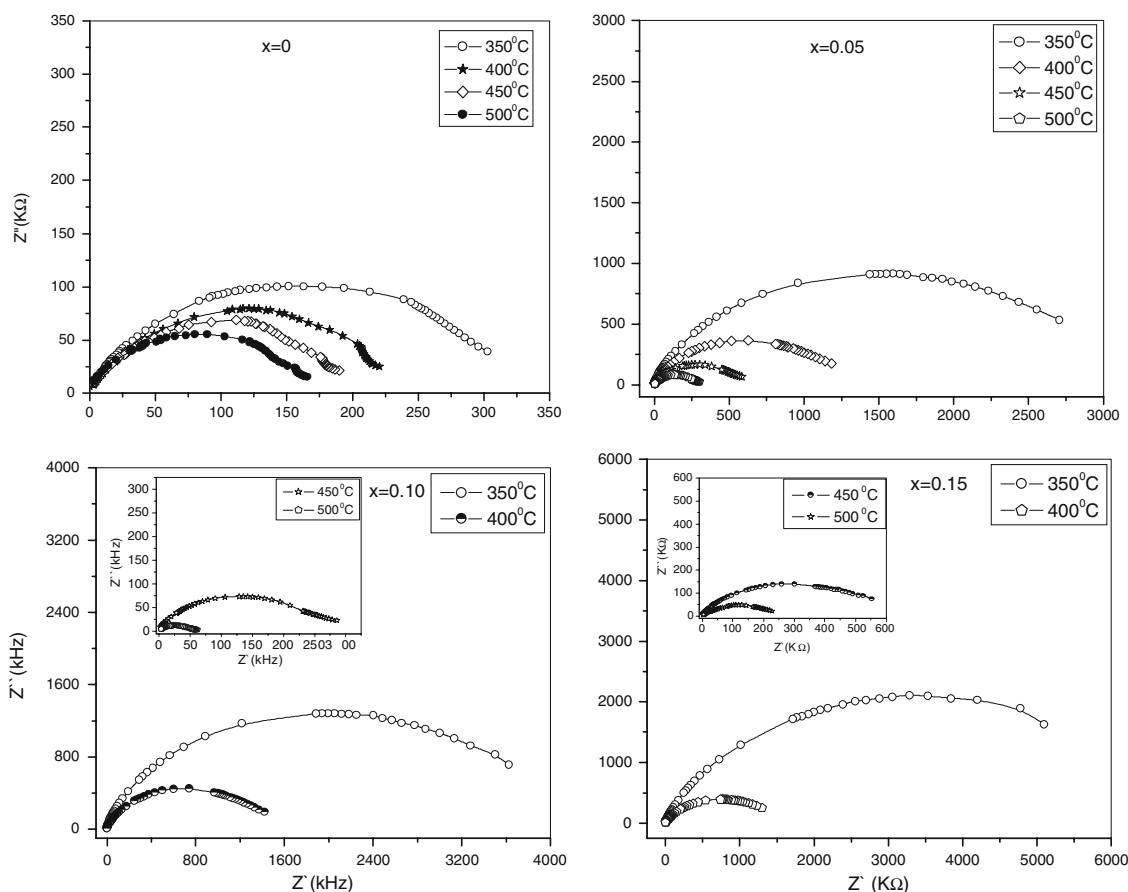 x=0
350⁰C
400⁰C
450⁰C
500⁰C
Z"(KΩ)
350
300
250
200
150
100
50
0
0 50 100 150 200 250 300 350
x=0.05
350⁰C
400⁰C
450⁰C
500⁰C
3000
2500
2000
1500
1000
500
0
0 500 1000 1500 2000 2500 3000
x=0.10
350⁰C
400⁰C
Z``(kHz)
4000
3200
2400
1600
800
0
0 800 1600 2400 3200 4000
Z`(kHz)
450⁰C
500⁰C
Z``(kHz)
300
250
200
150
100
50
0
0 50 100 150 200 2503 00
Z`(kHz)
x=0.15
350⁰C
400⁰C
6000
5000
4000
3000
2000
1000
0
0 1000 2000 3000 4000 5000 6000
Z` (KΩ)
450⁰C
500⁰C
Z``(KΩ)
600
500
400
300
200
100
0
0 100 200 300 400 500 600
Z`(KΩ)